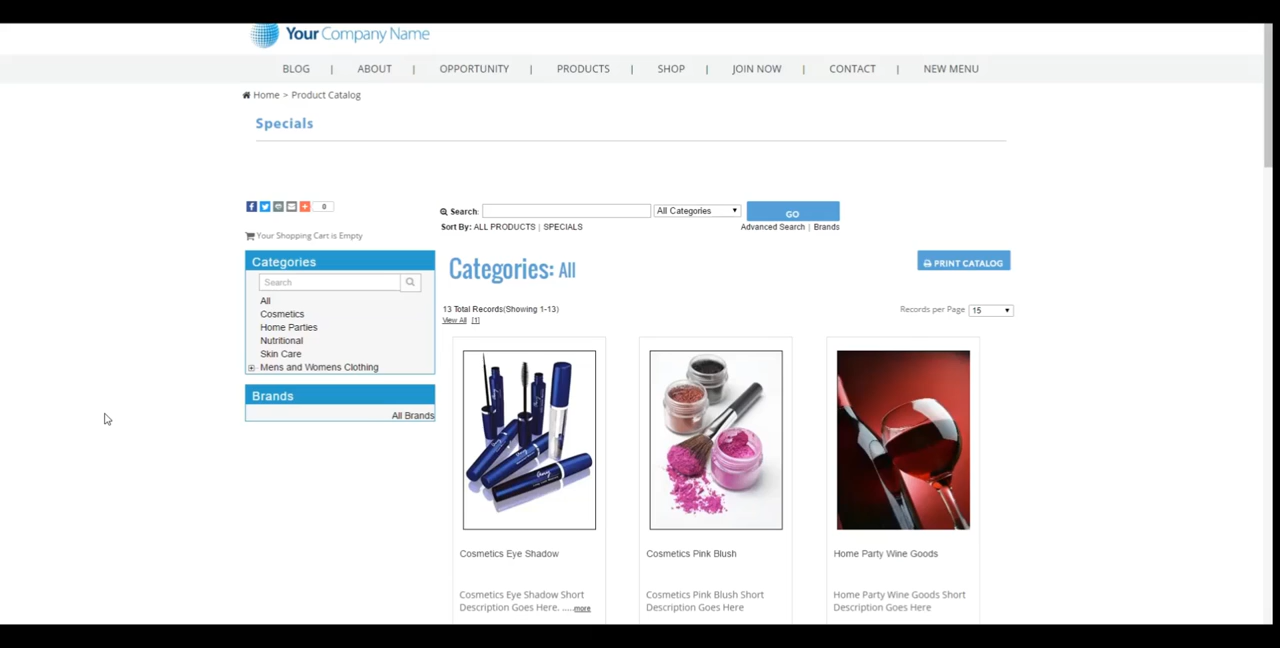 Your Company Name
BLOG | ABOUT | OPPORTUNITY | PRODUCTS | SHOP | JOIN NOW | CONTACT | NEW MENU
Home > Product Catalog
Specials
0
Search: All Categories GO
Sort By: ALL PRODUCTS | SPECIALS
Advanced Search | Brands
Your Shopping Cart is Empty
Categories
Search
All
Cosmetics
Home Parties
Nutritional
Skin Care
Mens and Womens Clothing
Brands
All Brands
Categories: All
PRINT CATALOG
13 Total Records(Showing 1-13)
Records per Page 15
View All [1]
Cosmetics Eye Shadow
Cosmetics Eye Shadow Short
Description Goes Here. .....more
Cosmetics Pink Blush
Cosmetics Pink Blush Short
Description Goes Here
Home Party Wine Goods
Home Party Wine Goods Short
Description Goes Here